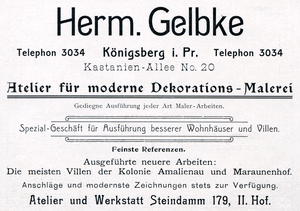 Herm. Gelbke
Telephon 3034 Königsberg i. Pr. Telephon 3034
Kastanien-Allee No. 20
Atelier für moderne Dekorations-Malerei
Gediegne Ausführung jeder Art Maler-Arbeiten.
Spezial-Geschäft für Ausführung besserer Wohnhäuser und Villen.
Feinste Referenzen.
Ausgeführte neuere Arbeiten:
Die meisten Villen der Kolonie Amalienau und Maraunenhof.
Anschläge und modernste Zeichnungen stets zur Verfügung.
Atelier und Werkstatt Steindamm 179, II. Hof.